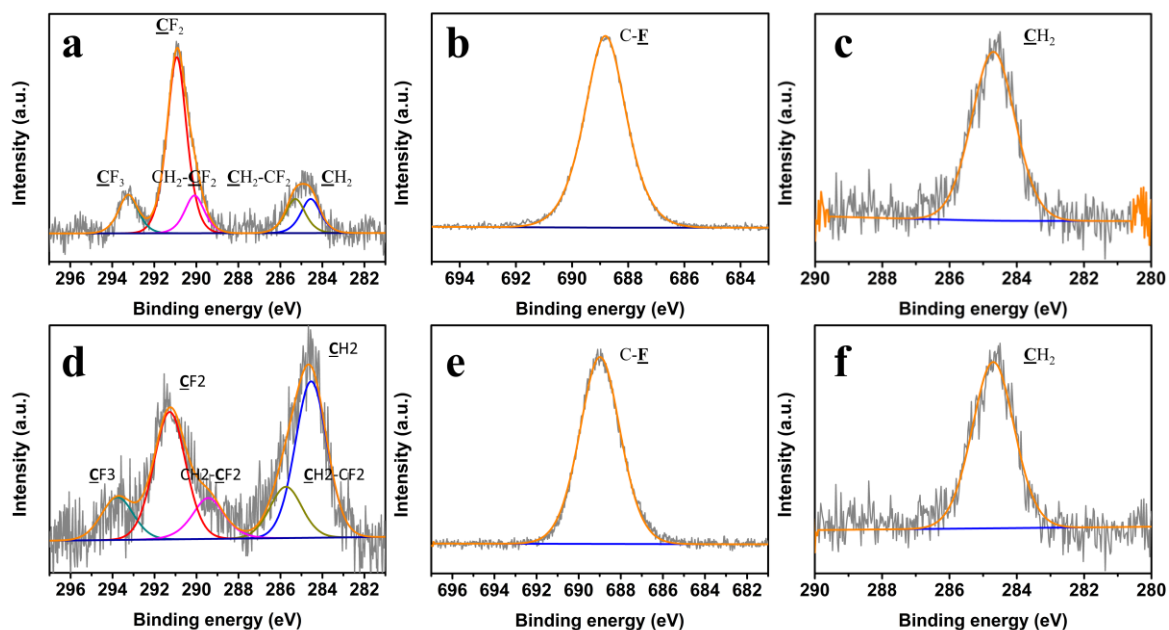 a
CF₂
CF₃
CH₂-CF₂
CH₂-CF₂
CH₂
Intensity (a.u.)
296 294 292 290 288 286 284 282
Binding energy (eV)
b
C-F
Intensity (a.u.)
694 692 690 688 686 684
Binding energy (eV)
c
CH₂
Intensity (a.u.)
290 288 286 284 282 280
Binding energy (eV)
d
CH2
CF2
CF3
CH2-CF2
CH2-CF2
Intensity (a.u.)
296 294 292 290 288 286 284 282
Binding energy (eV)
e
C-F
Intensity (a.u.)
696 694 692 690 688 686 684 682
Binding energy (eV)
f
CH₂
Intensity (a.u.)
290 288 286 284 282 280
Binding energy (eV)